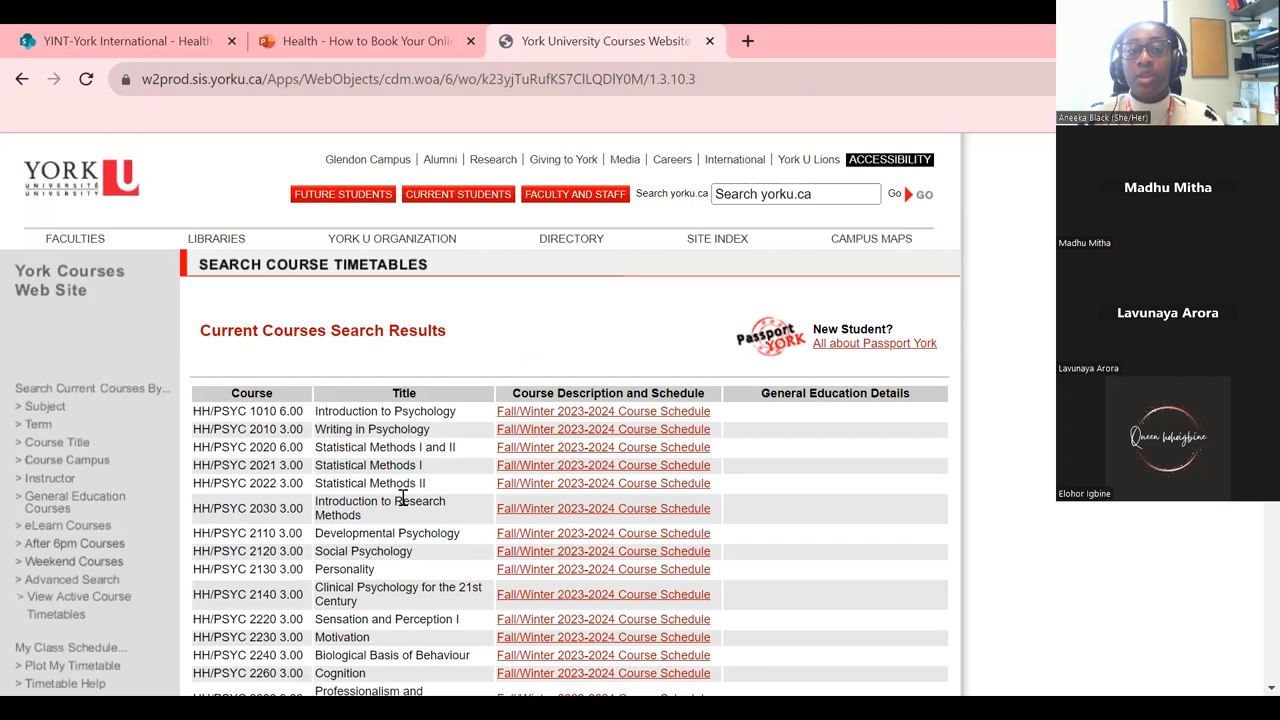 YINT-York International - Health
Health - How to Book Your Onli
York University Courses Website
w2prod.sis.yorku.ca/Apps/WebObjects/cdm.woa/6/wo/k23yjTuRufKS7ClLQDlY0M/1.3.10.3
Aneeka Black (She/Her)
Madhu Mitha
Madhu Mitha
Lavunaya Arora
Lavunaya Arora
Queen hohoigbine
Elohor Igbine
YORK U
UNIVERSITÉ
UNIVERSITY
Glendon Campus | Alumni | Research | Giving to York | Media | Careers | International | York U Lions ACCESSIBILITY
FUTURE STUDENTS CURRENT STUDENTS FACULTY AND STAFF Search yorku.ca Search yorku.ca Go GO
FACULTIES LIBRARIES YORK U ORGANIZATION DIRECTORY SITE INDEX CAMPUS MAPS
York Courses
Web Site
Search Current Courses By...
> Subject
> Term
> Course Title
> Course Campus
> Instructor
> General Education
Courses
> eLearn Courses
> After 6pm Courses
> Weekend Courses
> Advanced Search
> View Active Course
Timetables
My Class Schedule...
> Plot My Timetable
> Timetable Help
SEARCH COURSE TIMETABLES
Current Courses Search Results
Passport
YORK
New Student?
All about Passport York
Course Title Course Description and Schedule General Education Details
HH/PSYC 1010 6.00 Introduction to Psychology Fall/Winter 2023-2024 Course Schedule
HH/PSYC 2010 3.00 Writing in Psychology Fall/Winter 2023-2024 Course Schedule
HH/PSYC 2020 6.00 Statistical Methods I and II Fall/Winter 2023-2024 Course Schedule
HH/PSYC 2021 3.00 Statistical Methods I Fall/Winter 2023-2024 Course Schedule
HH/PSYC 2022 3.00 Statistical Methods II Fall/Winter 2023-2024 Course Schedule
HH/PSYC 2030 3.00 Introduction to Research
Methods Fall/Winter 2023-2024 Course Schedule
HH/PSYC 2110 3.00 Developmental Psychology Fall/Winter 2023-2024 Course Schedule
HH/PSYC 2120 3.00 Social Psychology Fall/Winter 2023-2024 Course Schedule
HH/PSYC 2130 3.00 Personality Fall/Winter 2023-2024 Course Schedule
HH/PSYC 2140 3.00 Clinical Psychology for the 21st
Century Fall/Winter 2023-2024 Course Schedule
HH/PSYC 2220 3.00 Sensation and Perception I Fall/Winter 2023-2024 Course Schedule
HH/PSYC 2230 3.00 Motivation Fall/Winter 2023-2024 Course Schedule
HH/PSYC 2240 3.00 Biological Basis of Behaviour Fall/Winter 2023-2024 Course Schedule
HH/PSYC 2260 3.00 Cognition Fall/Winter 2023-2024 Course Schedule
Professionalism and